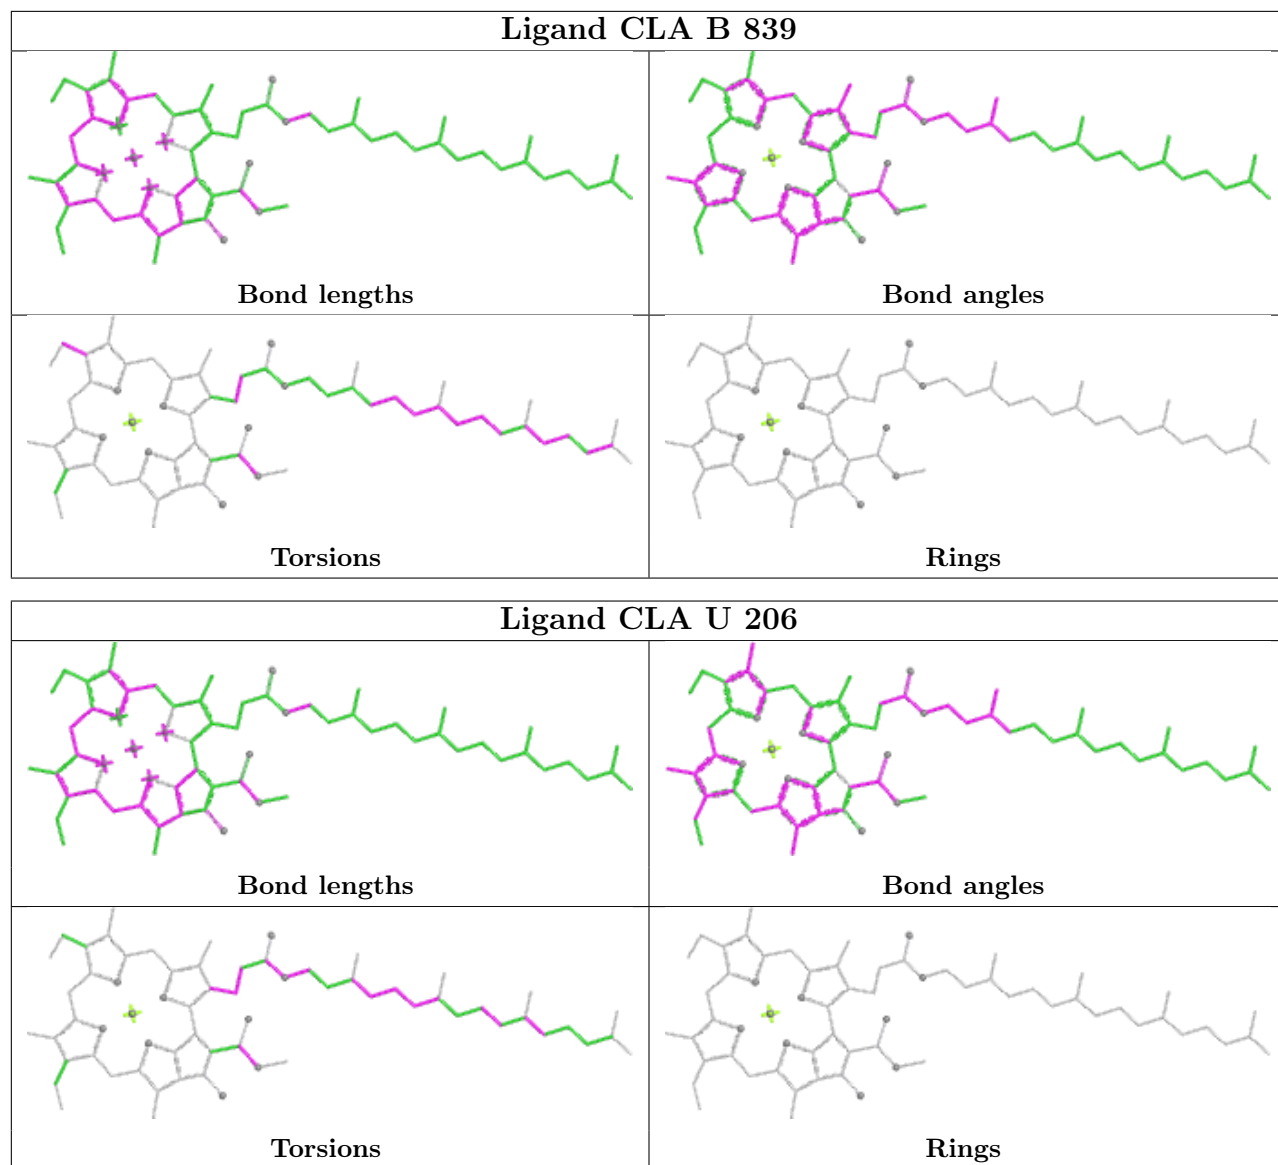 Ligand CLA B 839
Bond lengths
Bond angles
Torsions
Rings
Ligand CLA U 206
Bond lengths
Bond angles
Torsions
Rings